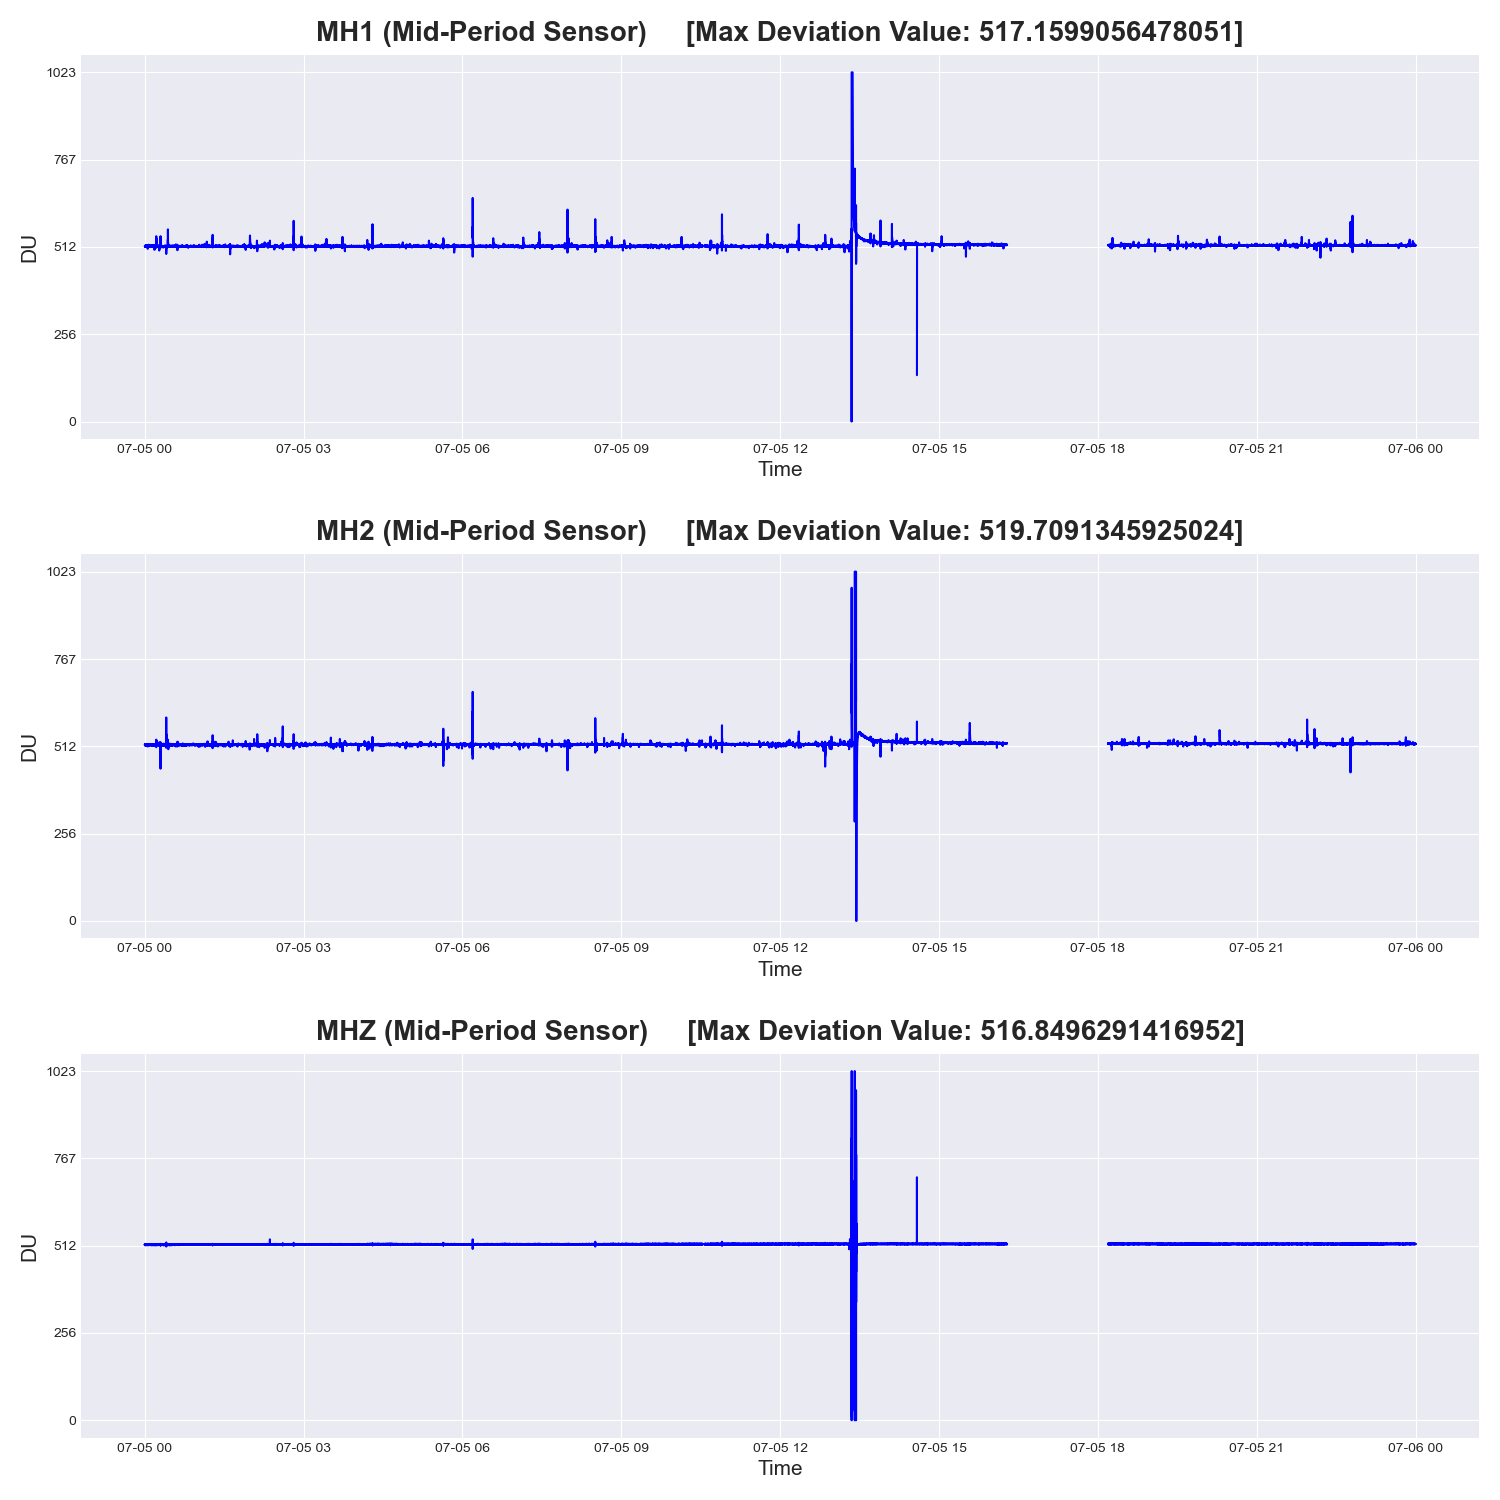 MH1 (Mid-Period Sensor) [Max Deviation Value: 517.1599056478051]
1023
767
512
256
0
DU
07-05 00 07-05 03 07-05 06 07-05 09 07-05 12 07-05 15 07-05 18 07-05 21 07-06 00
Time
MH2 (Mid-Period Sensor) [Max Deviation Value: 519.7091345925024]
1023
767
512
256
0
DU
07-05 00 07-05 03 07-05 06 07-05 09 07-05 12 07-05 15 07-05 18 07-05 21 07-06 00
Time
MHZ (Mid-Period Sensor) [Max Deviation Value: 516.8496291416952]
1023
767
512
256
0
DU
07-05 00 07-05 03 07-05 06 07-05 09 07-05 12 07-05 15 07-05 18 07-05 21 07-06 00
Time